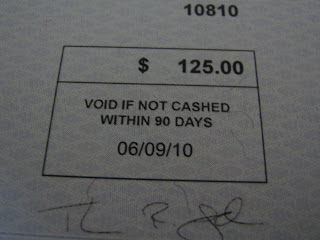 10810
$ 125.00
VOID IF NOT CASHED
WITHIN 90 DAYS
06/09/10